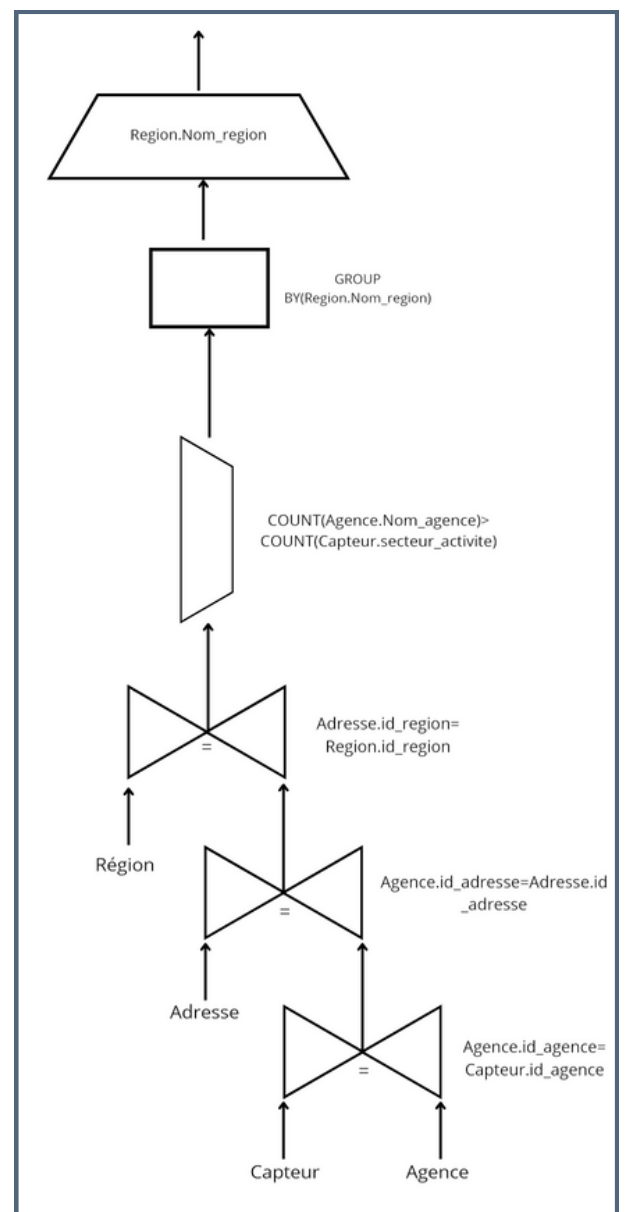 Region.Nom_region
GROUP
BY(Region.Nom_region)
COUNT(Agence.Nom_agence)>
COUNT(Capteur.secteur_activite)
Adresse.id_region=
Region.id_region
=
Région
Agence.id_adresse=Adresse.id
_adresse
=
Adresse
Agence.id_agence=
Capteur.id_agence
=
Capteur
Agence